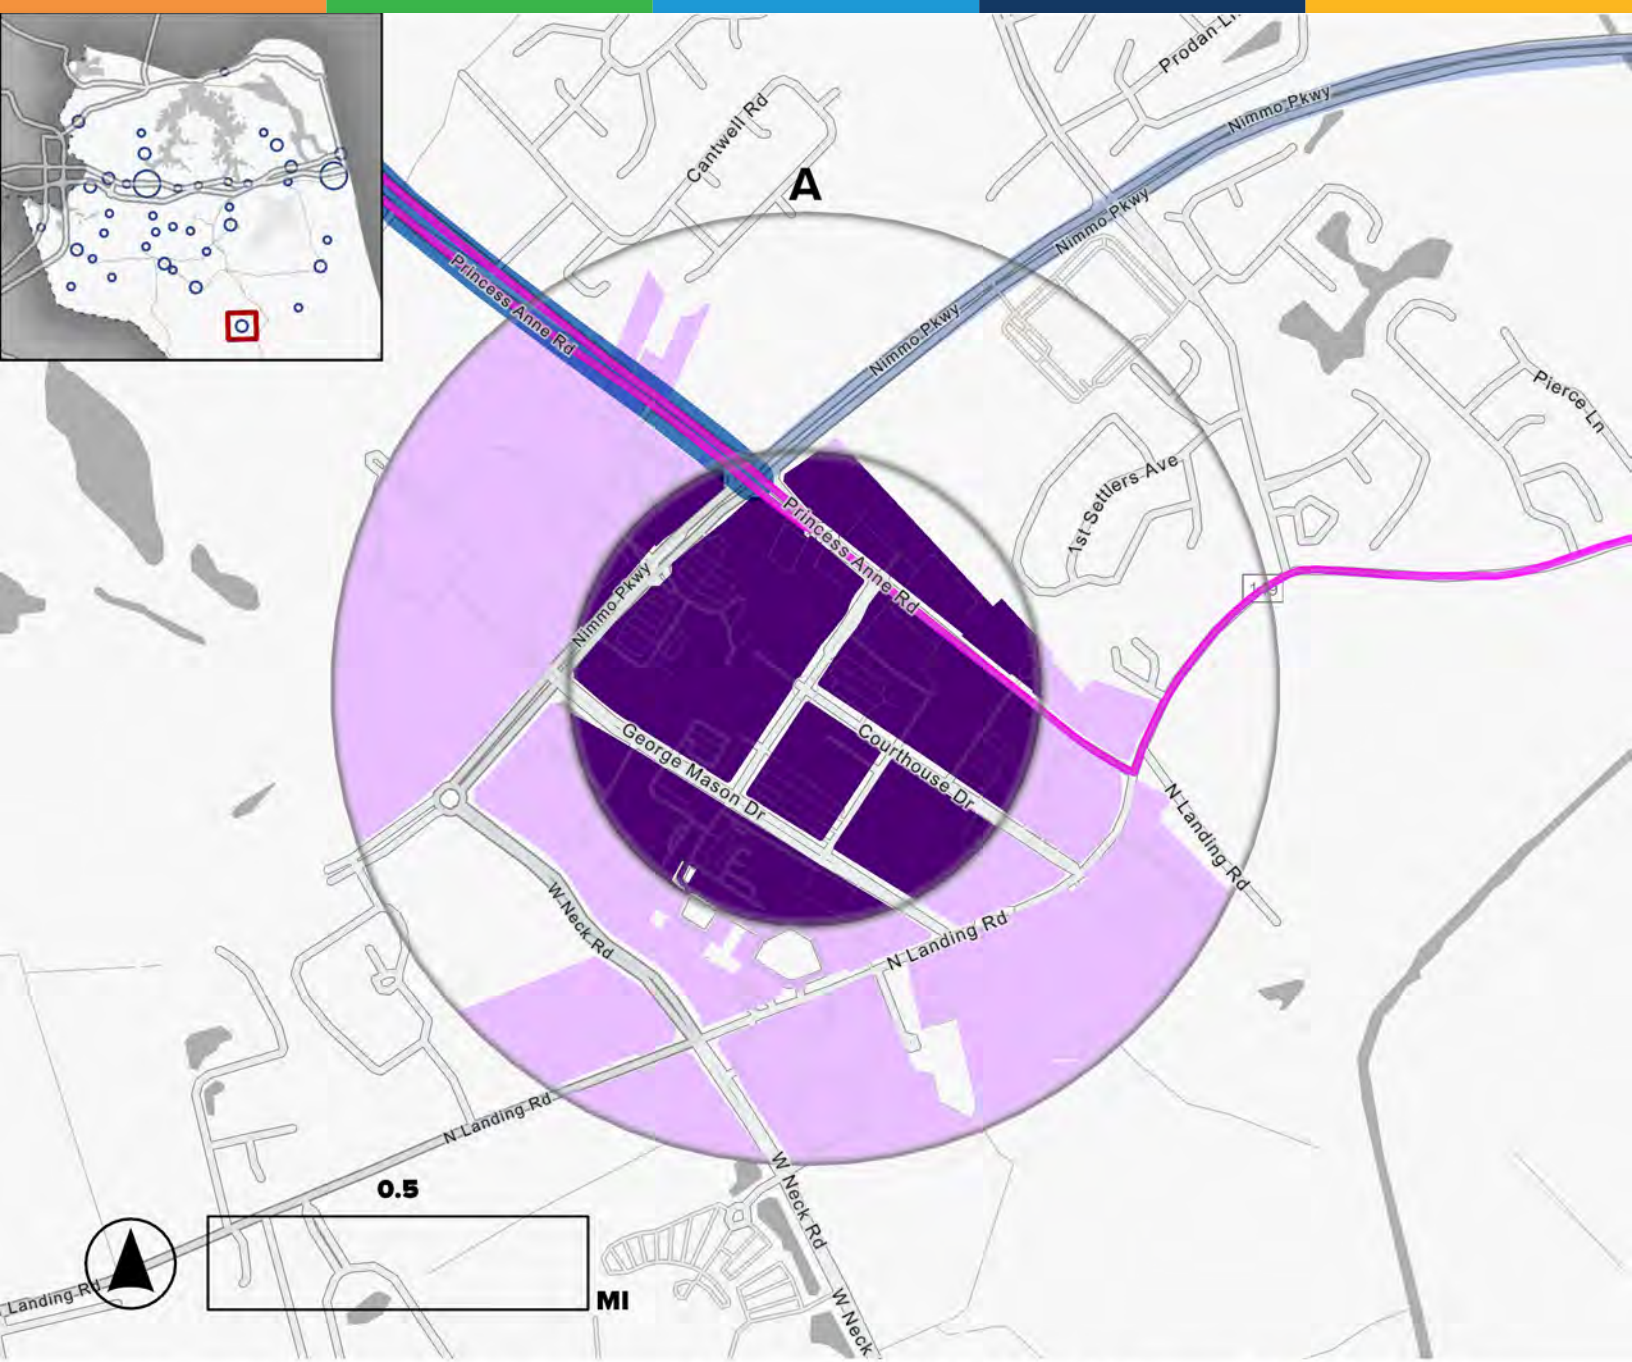 Prodan Ln
Nimmo Pkwy
Cantwell Rd
A
Nimmo Pkwy
Princess Anne Rd
Nimmo Pkwy
Pierce Ln
1st Settlers Ave
Princess Anne Rd
Nimmo Pkwy
George Mason Dr
Courthouse Dr
N Landing Rd
W Neck Rd
N Landing Rd
N Landing Rd
0.5
W Neck Rd
Landing Rd
MI
W Neck